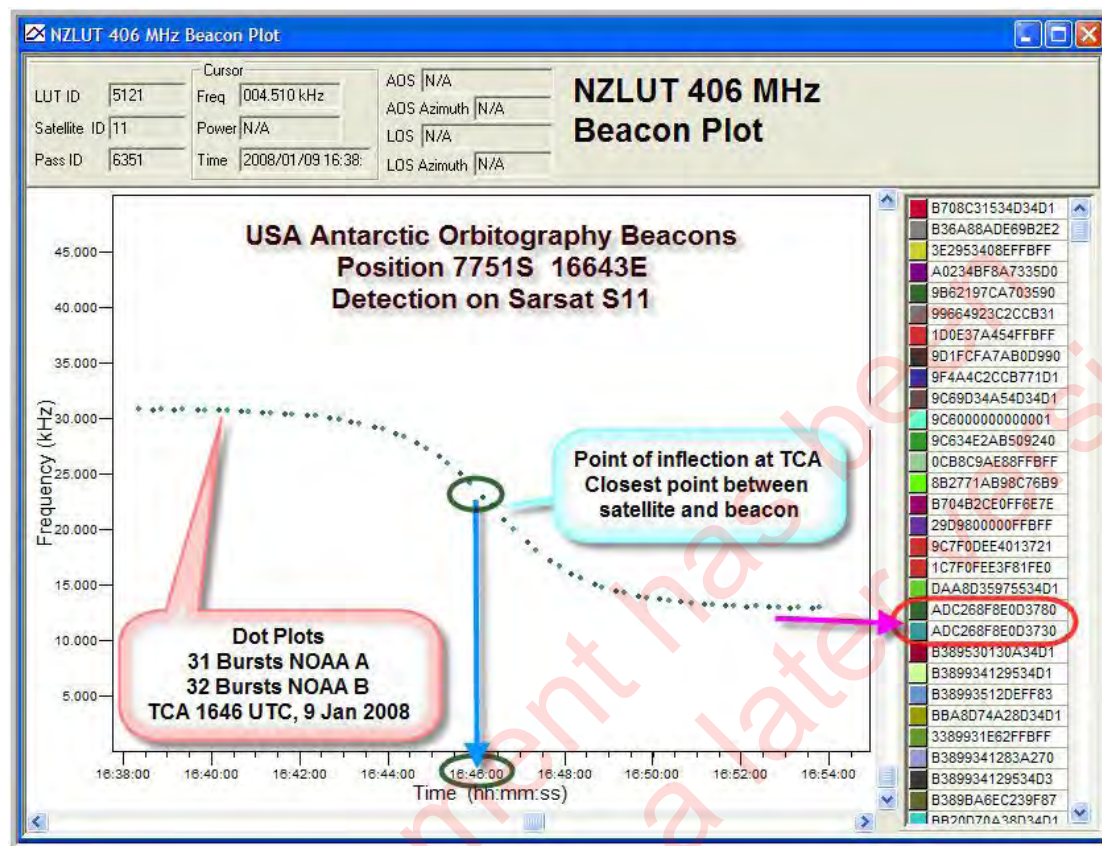 NZLUT 406 MHz Beacon Plot
LUT ID 5121
Satellite ID 11
Pass ID 6351
Cursor
Freq 004.510 kHz
Power N/A
Time 2008/01/09 16:38:
AOS N/A
AOS Azimuth N/A
LOS N/A
LOS Azimuth N/A
NZLUT 406 MHz
Beacon Plot
USA Antarctic Orbitography Beacons
Position 7751S 16643E
Detection on Sarsat S11
Frequency (kHz)
45.000
40.000
35.000
30.000
25.000
20.000
15.000
10.000
5.000
Point of inflection at TCA
Closest point between
satellite and beacon
Dot Plots
31 Bursts NOAA A
32 Bursts NOAA B
TCA 1646 UTC, 9 Jan 2008
16:38:00 16:40:00 16:42:00 16:44:00 16:46:00 16:48:00 16:50:00 16:52:00 16:54:00
Time (hh:mm:ss)
B708C31534D34D1
B36A88ADE69B2E2
3E2953408EFFBFF
A0234BF8A7335D0
9B62197CA703590
99664923C2CCB31
1D0E37A454FFBFF
9D1FCFA7AB0D990
9F4A4C2CCB771D1
9C69D34A54D34D1
9C6000000000001
9C634E2AB509240
0CB8C9AE88FFBFF
8B2771AB98C76B9
B704B2CE0FF6E7E
29D9800000FFBFF
9C7F0DEE4013721
1C7F0FEE3F81FE0
DAA8D35975534D1
ADC268F8E0D3780
ADC268F8E0D3730
B389530130A34D1
B389934129534D1
B38993512DEFF83
BBA8D74A28D34D1
3389931E62FFBFF
B3899341283A270
B389934129534D3
B389BA6EC239F87
BB20D70A38D34D1